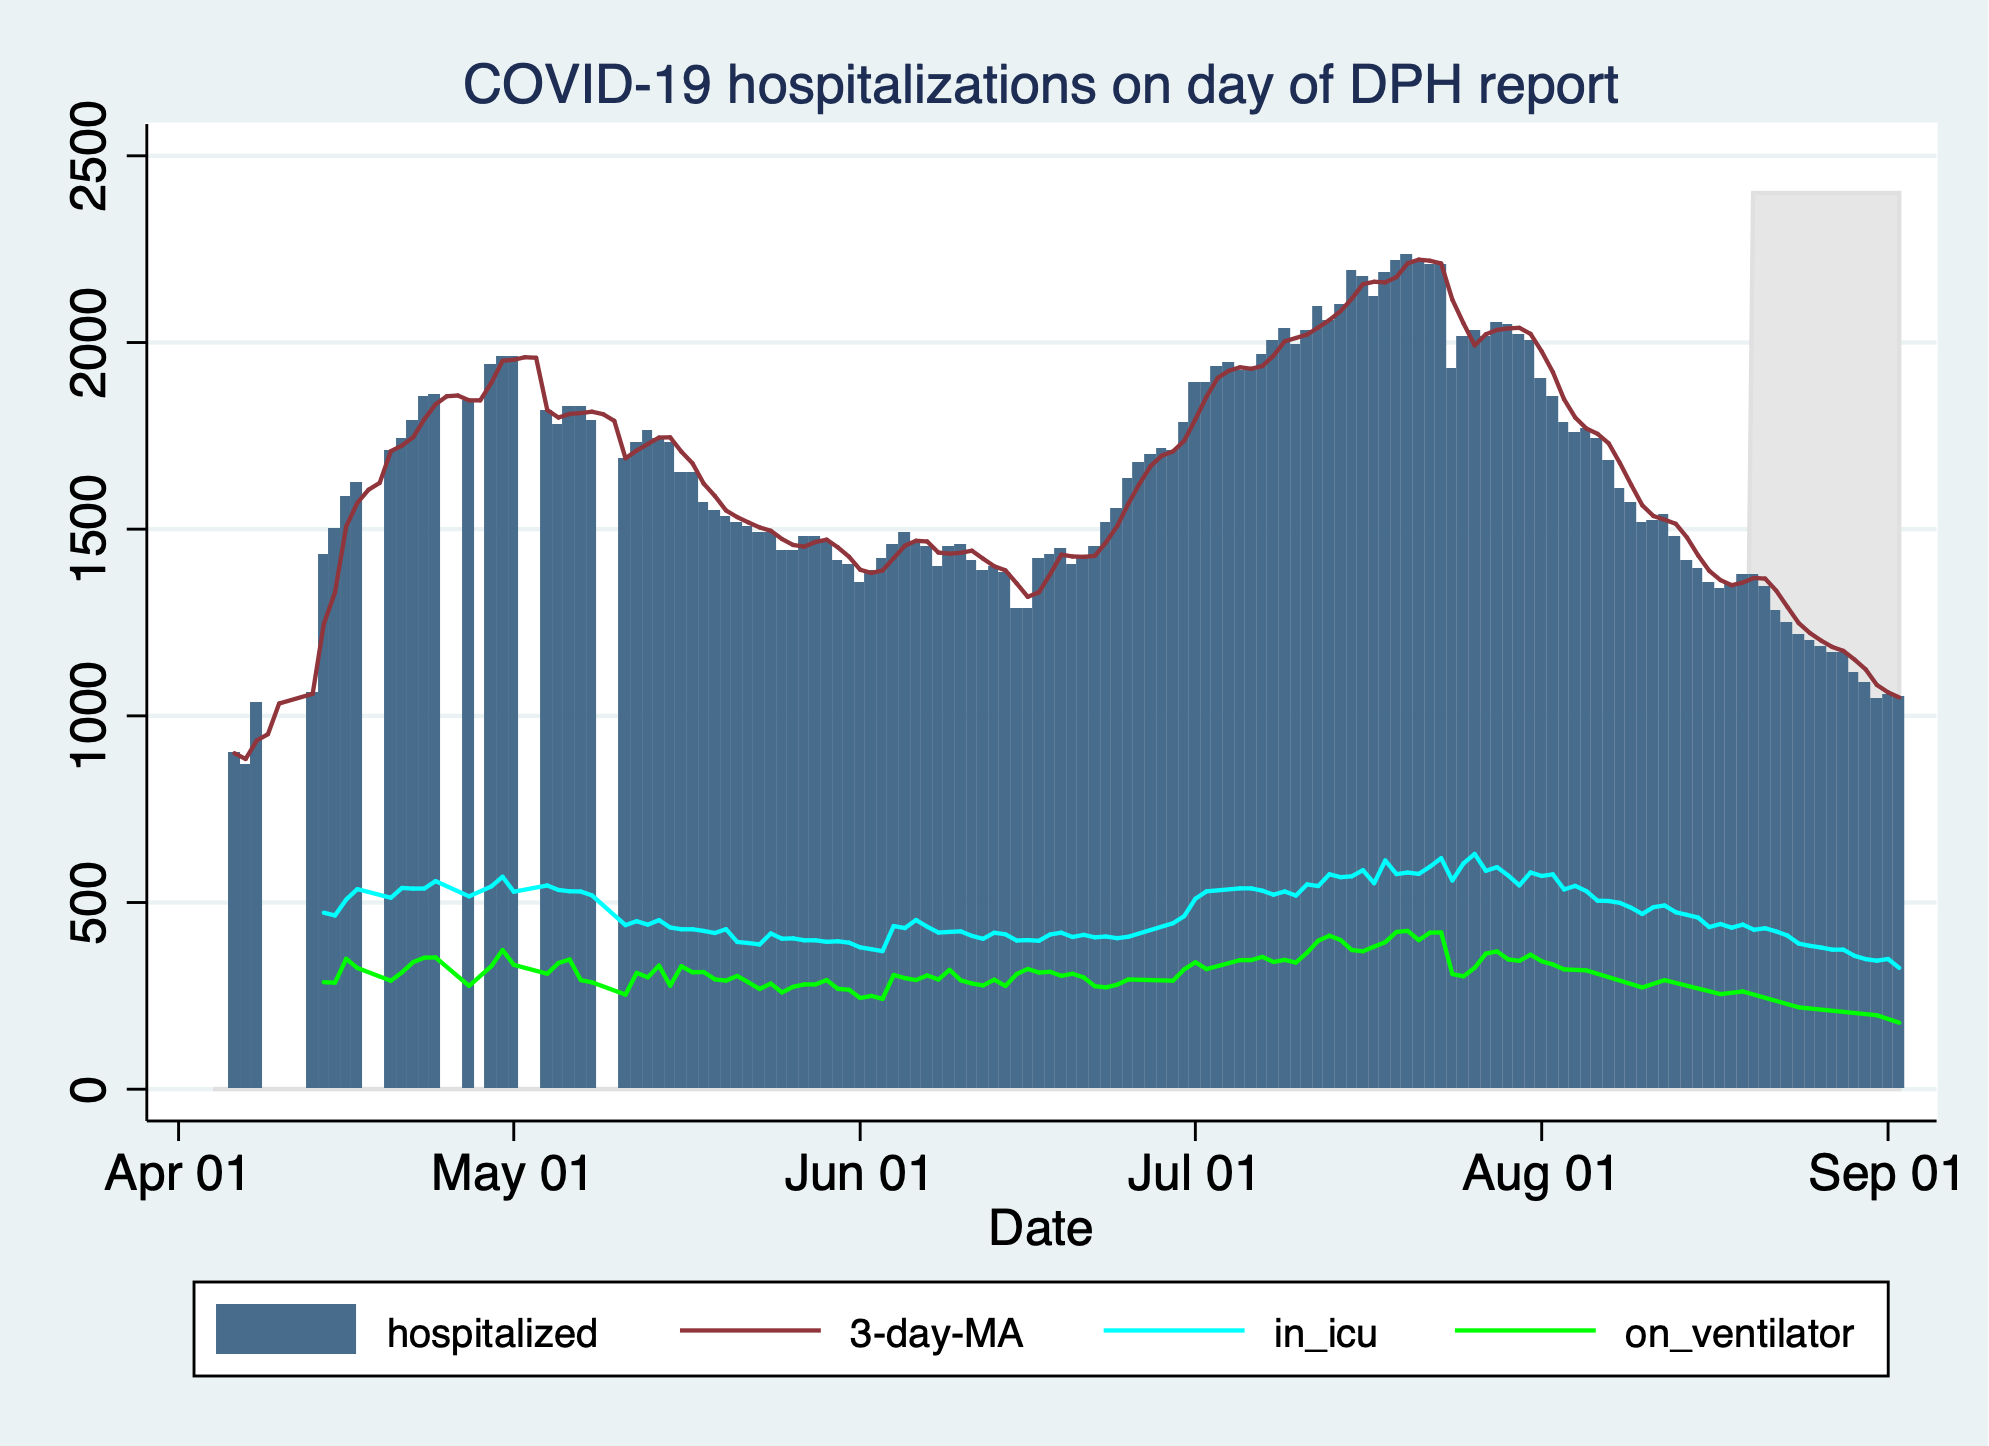 COVID-19 hospitalizations on day of DPH report
2500
2000
1500
1000
500
0
Apr 01 May 01 Jun 01 Jul 01 Aug 01 Sep 01
Date
hospitalized 3-day-MA in_icu on_ventilator